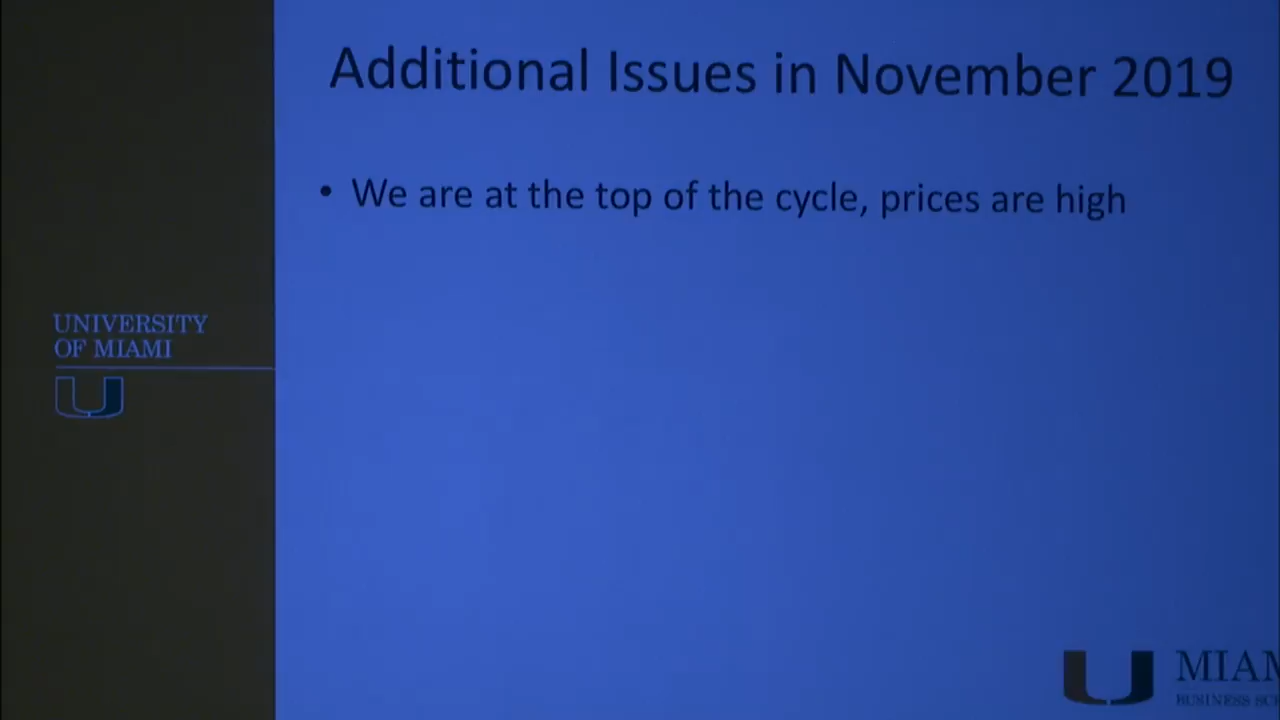 Additional Issues in November 2019
• We are at the top of the cycle, prices are high
UNIVERSITY
OF MIAMI
U
U
BUSINESS